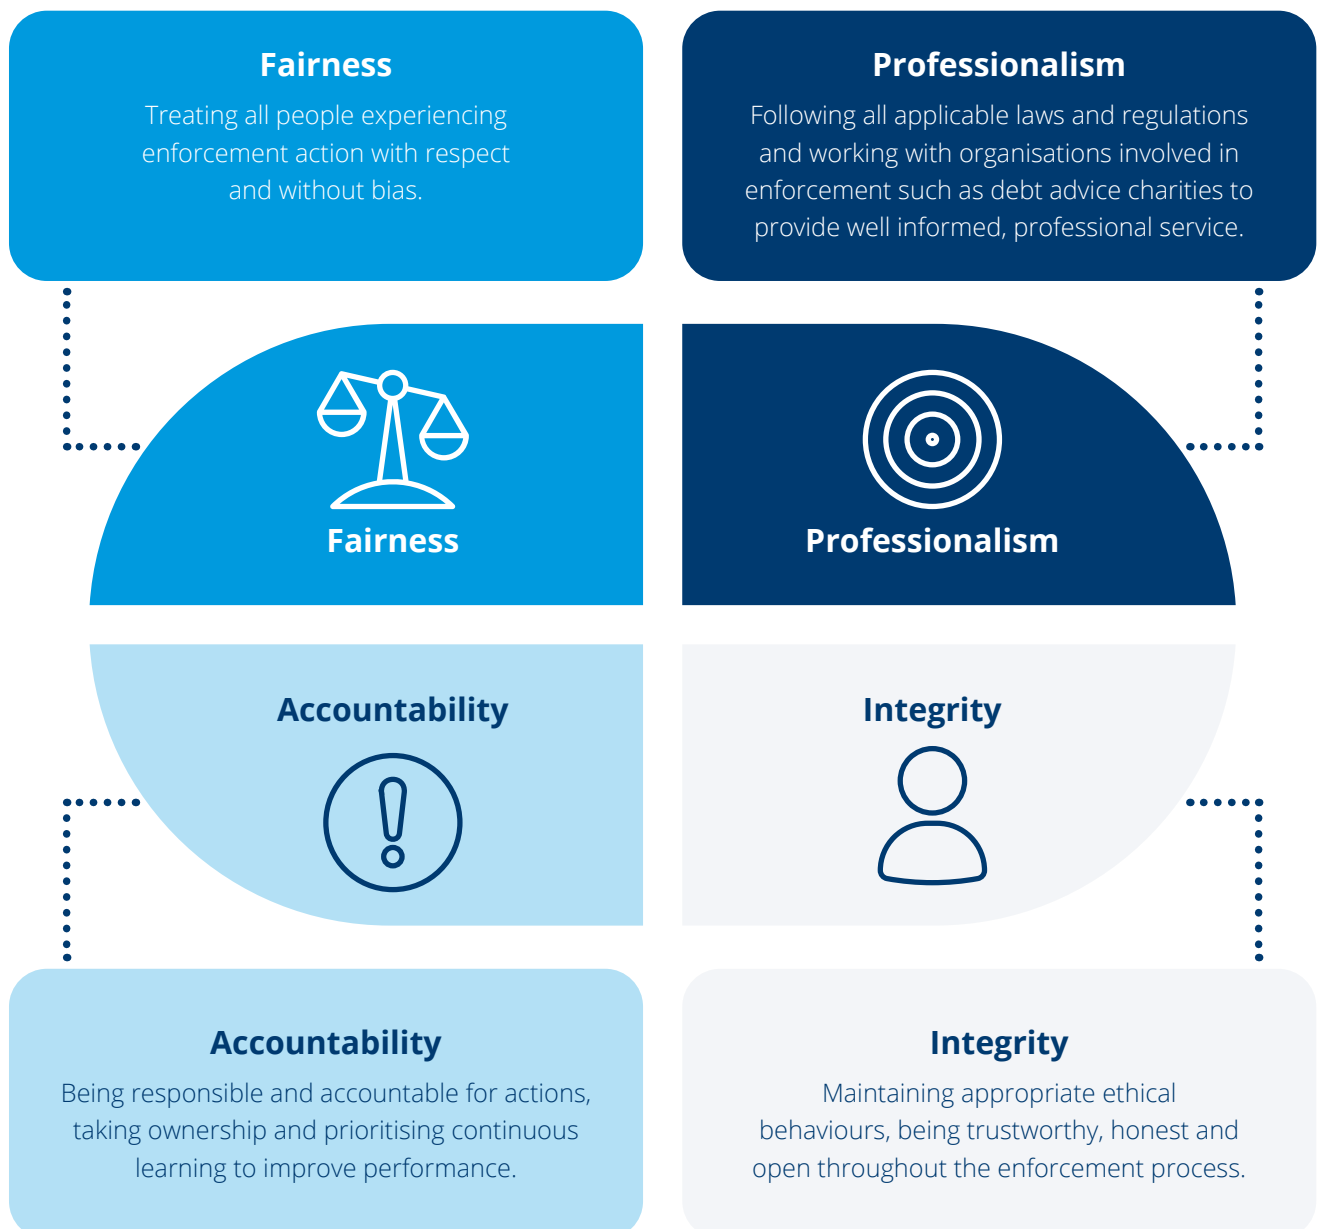 Fairness
Treating all people experiencing
enforcement action with respect
and without bias.
Professionalism
Following all applicable laws and regulations
and working with organisations involved in
enforcement such as debt advice charities to
provide well informed, professional service.
Fairness
Professionalism
Accountability
Integrity
Accountability
Being responsible and accountable for actions,
taking ownership and prioritising continuous
learning to improve performance.
Integrity
Maintaining appropriate ethical
behaviours, being trustworthy, honest and
open throughout the enforcement process.